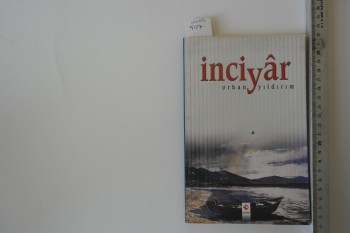 inciyâr
orhan yıldırım